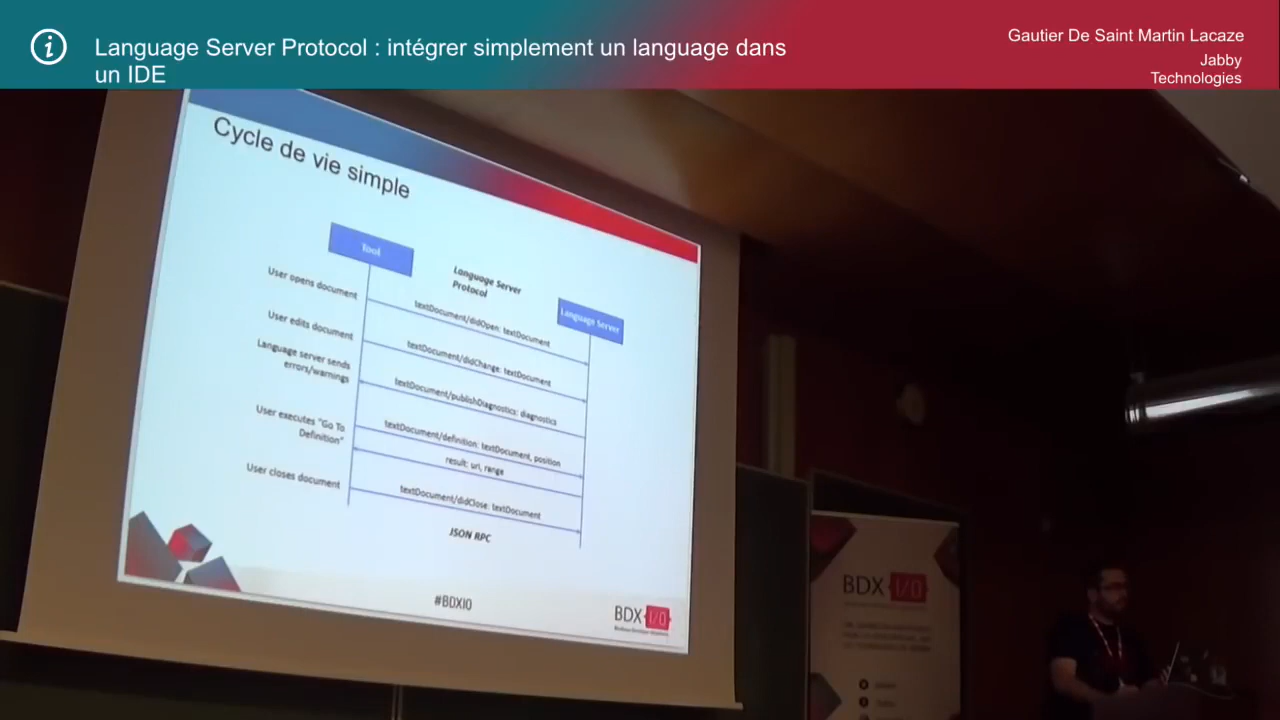 Language Server Protocol : intégrer simplement un language dans
un IDE
Gautier De Saint Martin Lacaze
Jabby
Technologies
Cycle de vie simple
Tool
Language Server
Protocol
Language Server
User opens document
textDocument/didOpen: textDocument
User edits document
textDocument/didChange: textDocument
Language server sends
errors/warnings
textDocument/publishDiagnostics: diagnostics
User executes "Go To
Definition"
textDocument/definition: textDocument, position
result: uri, range
User closes document
textDocument/didClose: textDocument
JSON RPC
#BDXIO
BDX I/O
BDX I/O